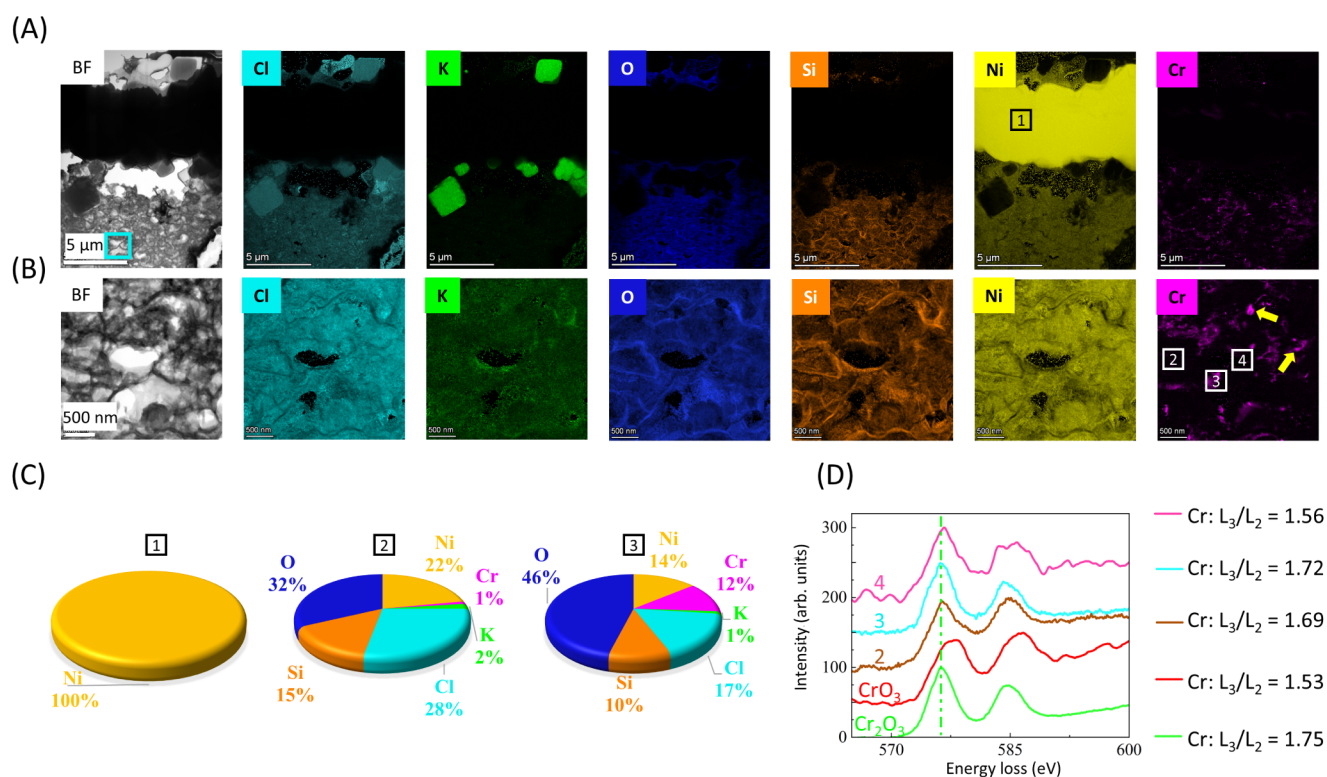 (A)
BF Cl K O Si Ni Cr
1
5 μm 5 μm 5 μm 5 μm 5 μm 5 μm 5 μm
(B)
BF Cl K O Si Ni Cr
2 3 4
500 nm 500 nm 500 nm 500 nm 500 nm 500 nm 500 nm
(C)
1
Ni
100%
2
O
32%
Ni
22%
Cr
1%
K
2%
Cl
28%
Si
15%
3
O
46%
Ni
14%
Cr
12%
K
1%
Cl
17%
Si
10%
(D)
Intensity (arb. units)
300
200
100
0
4
3
2
CrO₃
Cr₂O₃
570 585 600
Energy loss (eV)
Cr: L₃/L₂ = 1.56
Cr: L₃/L₂ = 1.72
Cr: L₃/L₂ = 1.69
Cr: L₃/L₂ = 1.53
Cr: L₃/L₂ = 1.75